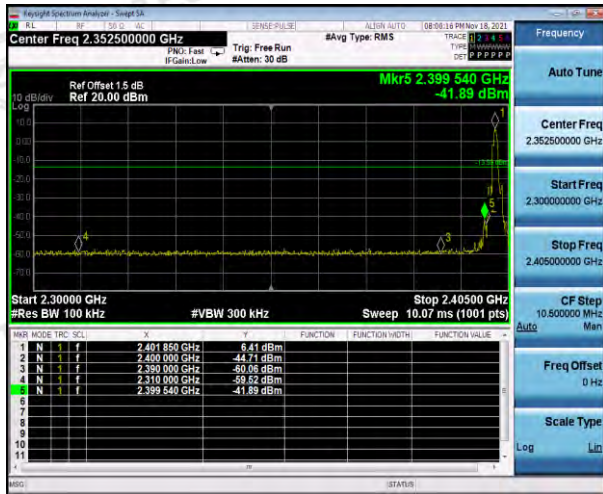 Keysight Spectrum Analyzer - Swept SA
RL RF 50 Ω AC SENSE:PULSE ALIGN AUTO 08:06:16 PM Nov 18, 2021
Center Freq 2.352500000 GHz
PNO: Fast
IFGain:Low
Trig: Free Run
#Atten: 30 dB
#Avg Type: RMS
TRACE 1 2 3 4 5 6
TYPE M W W W W W
DET P P P P P P
Frequency
Ref Offset 1.5 dB
Ref 20.00 dBm
10 dB/div
Log
Mkr5 2.399 540 GHz
-41.89 dBm
10.0
0.00
-10.0
-20.0
-30.0
-40.0
-50.0
-60.0
-70.0
1
5
4
3
Start 2.30000 GHz
Stop 2.40500 GHz
#Res BW 100 kHz #VBW 300 kHz Sweep 10.07 ms (1001 pts)
MKR MODE TRC SCL X Y FUNCTION FUNCTION WIDTH FUNCTION VALUE
1 N 1 f 2.401 850 GHz 6.41 dBm
2 N 1 f 2.400 000 GHz -44.71 dBm
3 N 1 f 2.390 000 GHz -60.06 dBm
4 N 1 f 2.310 000 GHz -59.52 dBm
5 N 1 f 2.399 540 GHz -41.89 dBm
6
7
8
9
10
11
MSG STATUS
Auto Tune
Center Freq
2.352500000 GHz
Start Freq
2.300000000 GHz
Stop Freq
2.405000000 GHz
CF Step
10.500000 MHz
Auto Man
Freq Offset
0 Hz
Scale Type
Log Lin